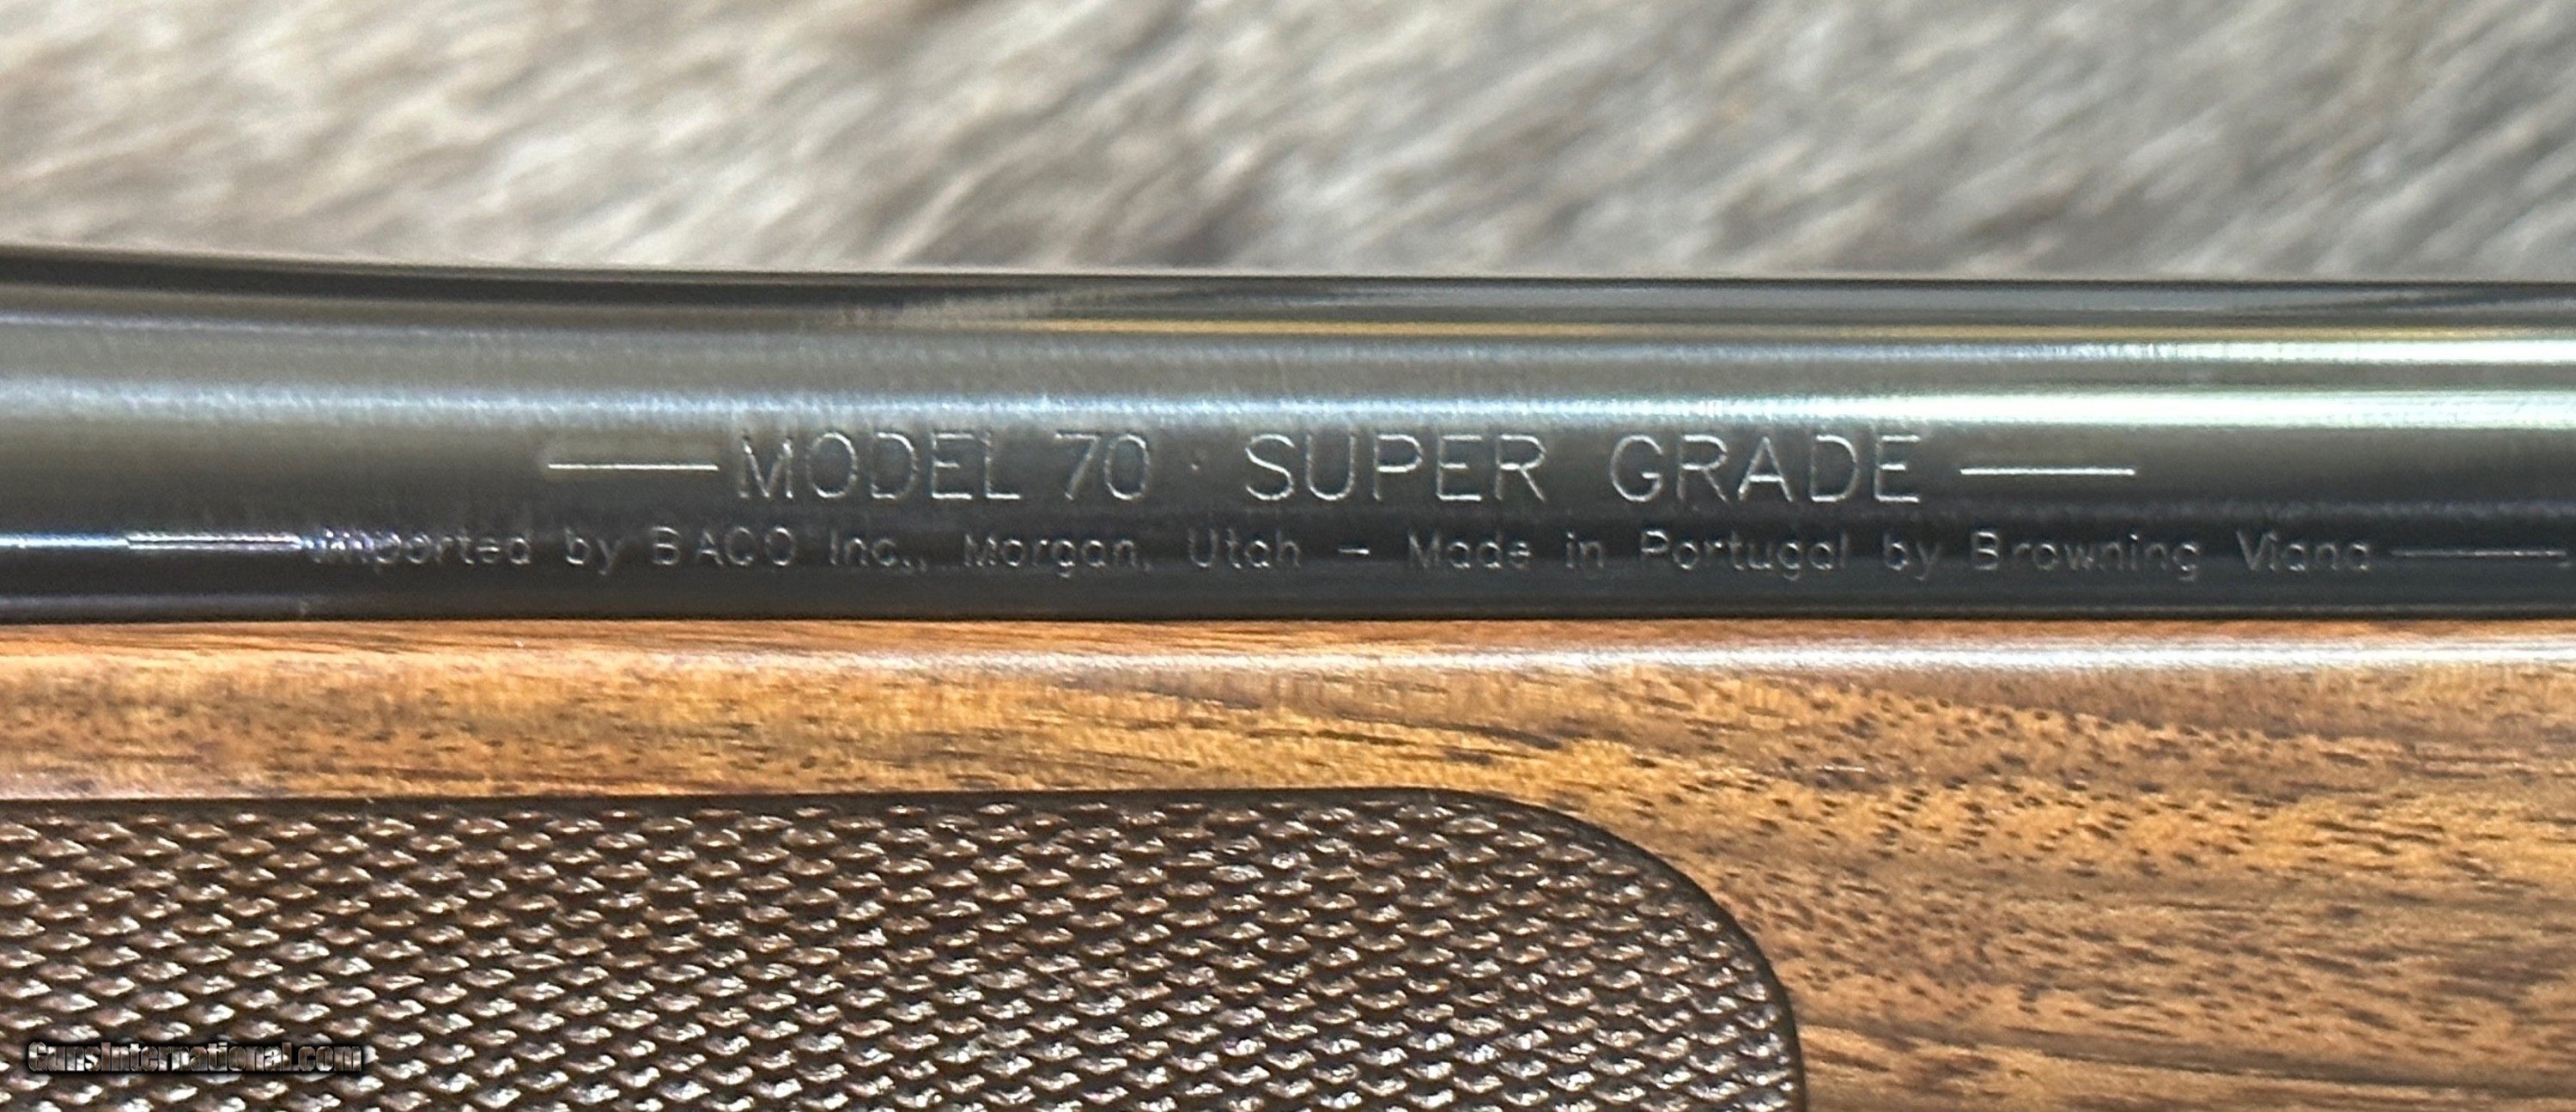 MODEL 70 · SUPER GRADE
Imported by BACO Inc., Morgan, Utah - Made in Portugal by Browning Viana
GunsInternational.com